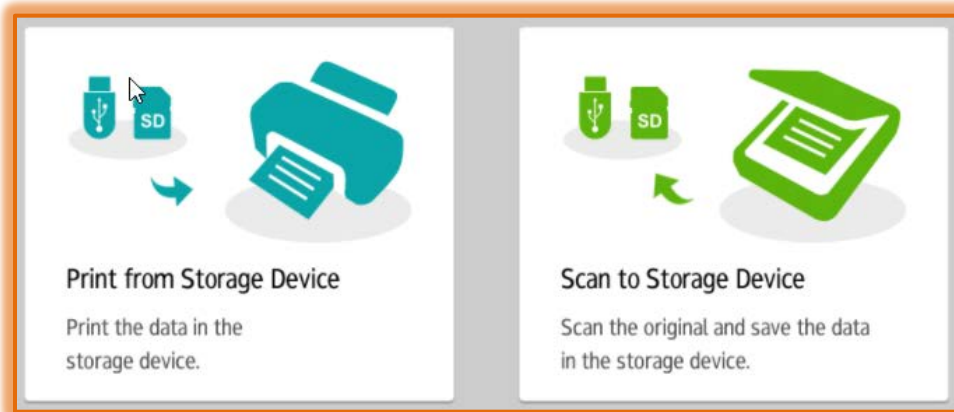 SD
SD
Print from Storage Device
Print the data in the
storage device.
Scan to Storage Device
Scan the original and save the data
in the storage device.